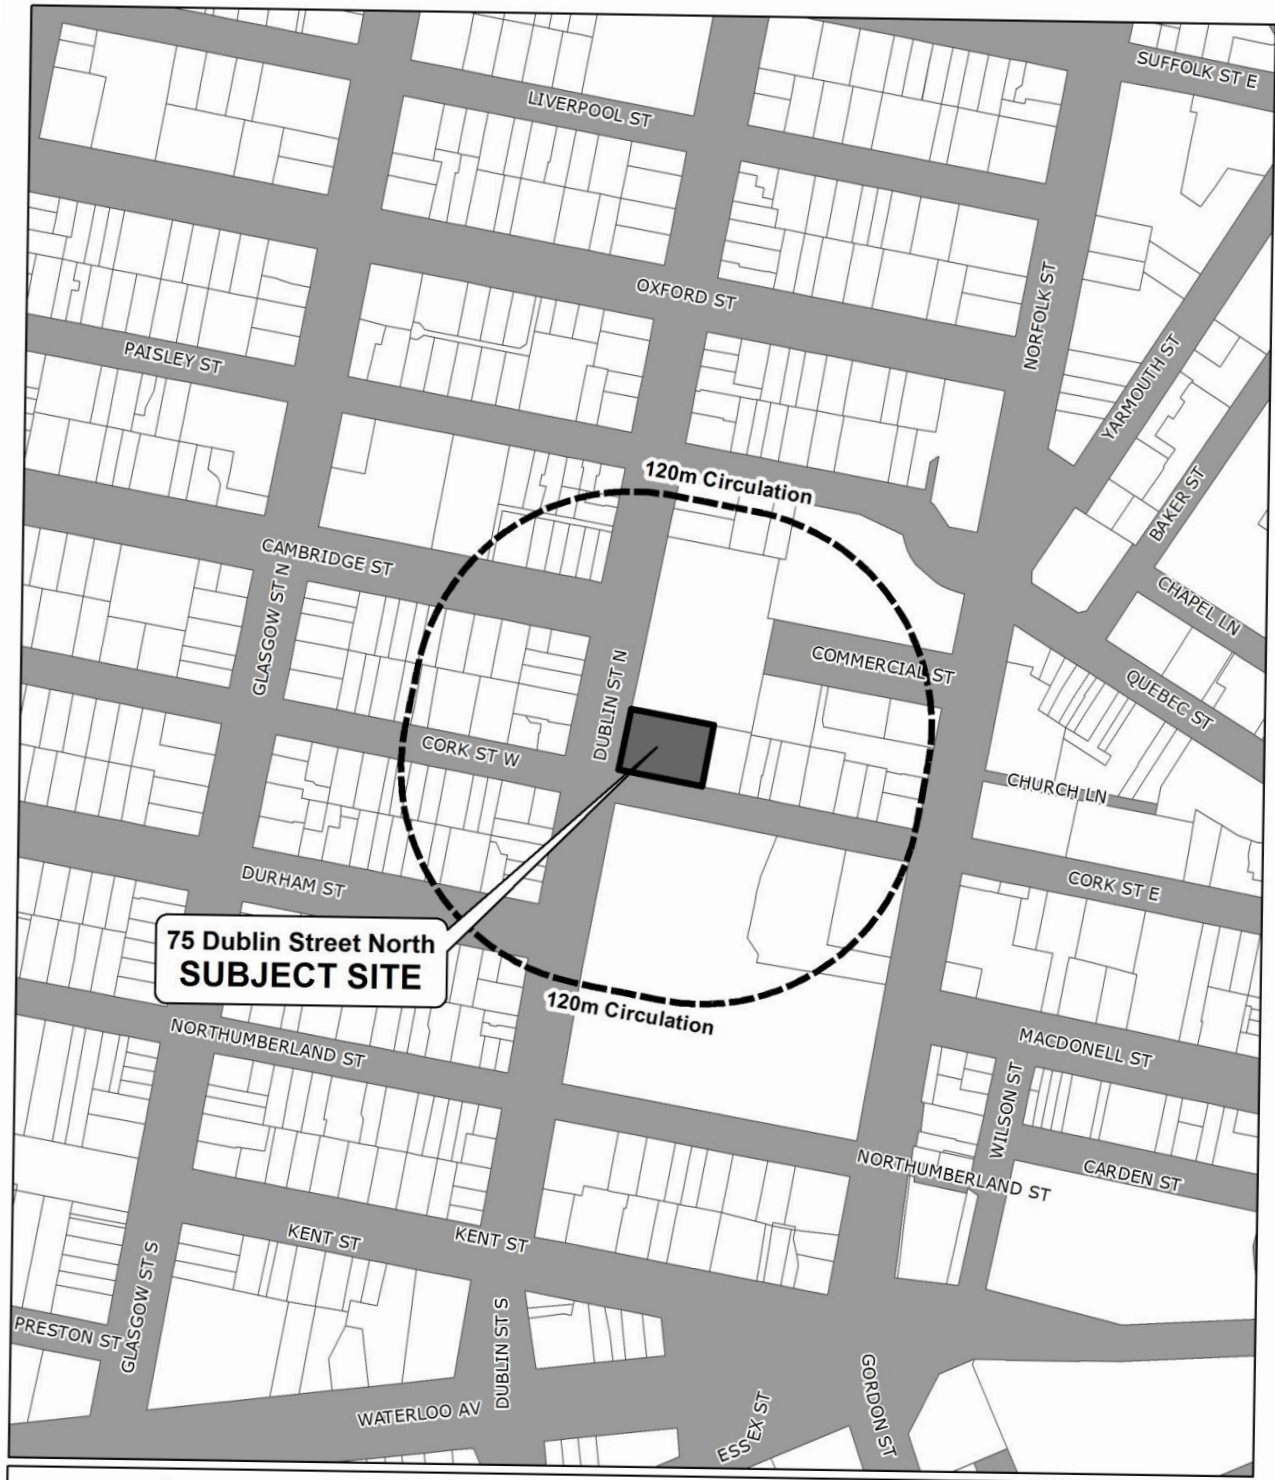 SUFFOLK ST E
LIVERPOOL ST
OXFORD ST
NORFOLK ST
PAISLEY ST
YARMOUTH ST
120m Circulation
BAKER ST
CAMBRIDGE ST
GLASGOW ST N
CHAPEL LN
COMMERCIAL ST
DUBLIN ST N
QUEBEC ST
CORK ST W
CHURCH LN
DURHAM ST
CORK ST E
75 Dublin Street North
SUBJECT SITE
120m Circulation
NORTHUMBERLAND ST
MACDONELL ST
WILSON ST
NORTHUMBERLAND ST
CARDEN ST
KENT ST
KENT ST
GLASGOW ST S
PRESTON ST
DUBLIN ST S
WATERLOO AV
ESSEX ST
GORDON ST